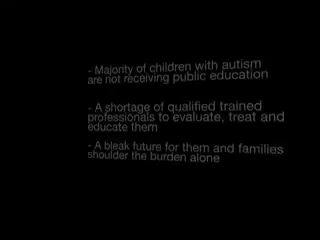 - Majority of children with autism
are not receiving public education
- A shortage of qualified trained
professionals to evaluate, treat and
educate them
- A bleak future for them and families
shoulder the burden alone